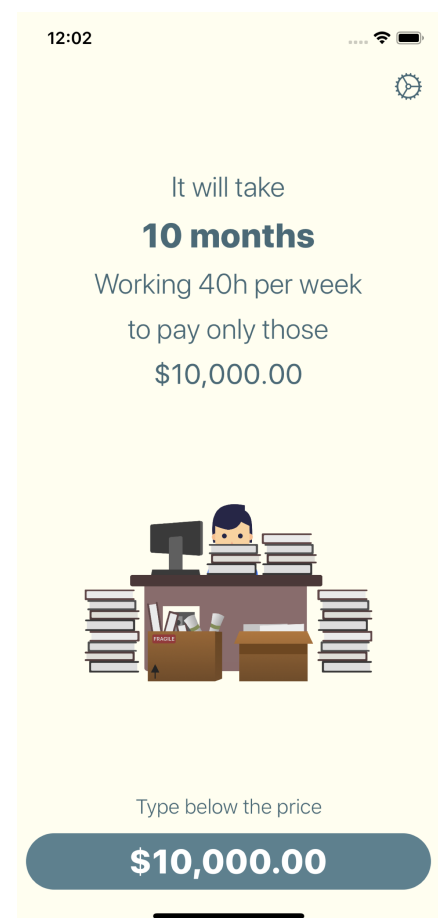 12:02
It will take
10 months
Working 40h per week
to pay only those
$10,000.00
FRAGILE
Type below the price
$10,000.00